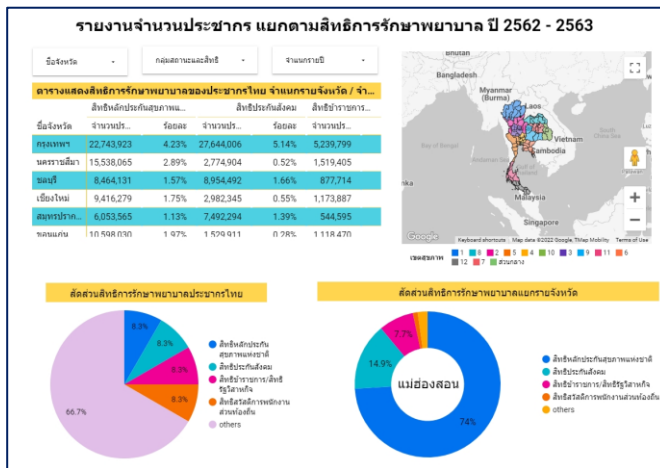 รายงานจำนวนประชากร แยกตามสิทธิการรักษาพยาบาล ปี 2562 - 2563
ชื่อจังหวัด กลุ่มสถานะและสิทธิ จำแนกรายปี
ตารางแสดงสิทธิการรักษาพยาบาลของประชากรไทย จำแนกรายจังหวัด / จำ...
สิทธิหลักประกันสุขภาพแ... สิทธิประกันสังคม สิทธิข้าราชการ...
ชื่อจังหวัด จำนวนปร... ร้อยละ จำนวนปร... ร้อยละ จำนวนปร...
กรุงเทพฯ 22,743,923 4.23% 27,644,006 5.14% 5,239,799
นครราชสีมา 15,538,065 2.89% 2,774,904 0.52% 1,519,405
ชลบุรี 8,464,131 1.57% 8,954,492 1.66% 877,714
เชียงใหม่ 9,416,279 1.75% 2,982,345 0.55% 1,173,887
สมุทรปราก... 6,053,565 1.13% 7,492,294 1.39% 544,595
ขอนแก่น 10,598,030 1.97% 1,529,911 0.28% 1,118,470
Bhutan
Bangladesh
Myanmar
(Burma)
Laos
Vietnam
Cambodia
Bay of Bengal
South China Sea
Malaysia
Singapore
Google
Keyboard shortcuts Map data ©2022 Google, TMap Mobility Terms of Use
เขตสุขภาพ 1 8 2 5 4 10 3 9 11 6
12 7 ส่วนกลาง
สัดส่วนสิทธิการรักษาพยาบาลประชากรไทย
8.3%
8.3%
8.3%
8.3%
66.7%
สิทธิหลักประกัน
สุขภาพแห่งชาติ
สิทธิประกันสังคม
สิทธิข้าราชการ/สิทธิ
รัฐวิสาหกิจ
สิทธิสวัสดิการพนักงาน
ส่วนท้องถิ่น
others
สัดส่วนสิทธิการรักษาพยาบาลแยกรายจังหวัด
7.7%
14.9%
74%
แม่ฮ่องสอน
สิทธิหลักประกันสุขภาพแห่งชาติ
สิทธิประกันสังคม
สิทธิข้าราชการ/สิทธิรัฐวิสาหกิจ
สิทธิสวัสดิการพนักงานส่วนท้องถิ่น
others